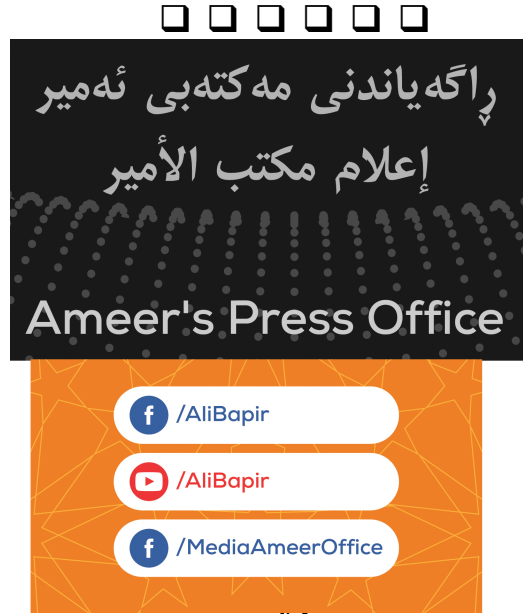 ❑ ❑ ❑ ❑ ❑ ❑
ڕاگەیاندنی مەکتەبی ئەمیر
إعلام مكتب الأمير
Ameer's Press Office
/AliBapir
/AliBapir
/MediaAmeerOffice